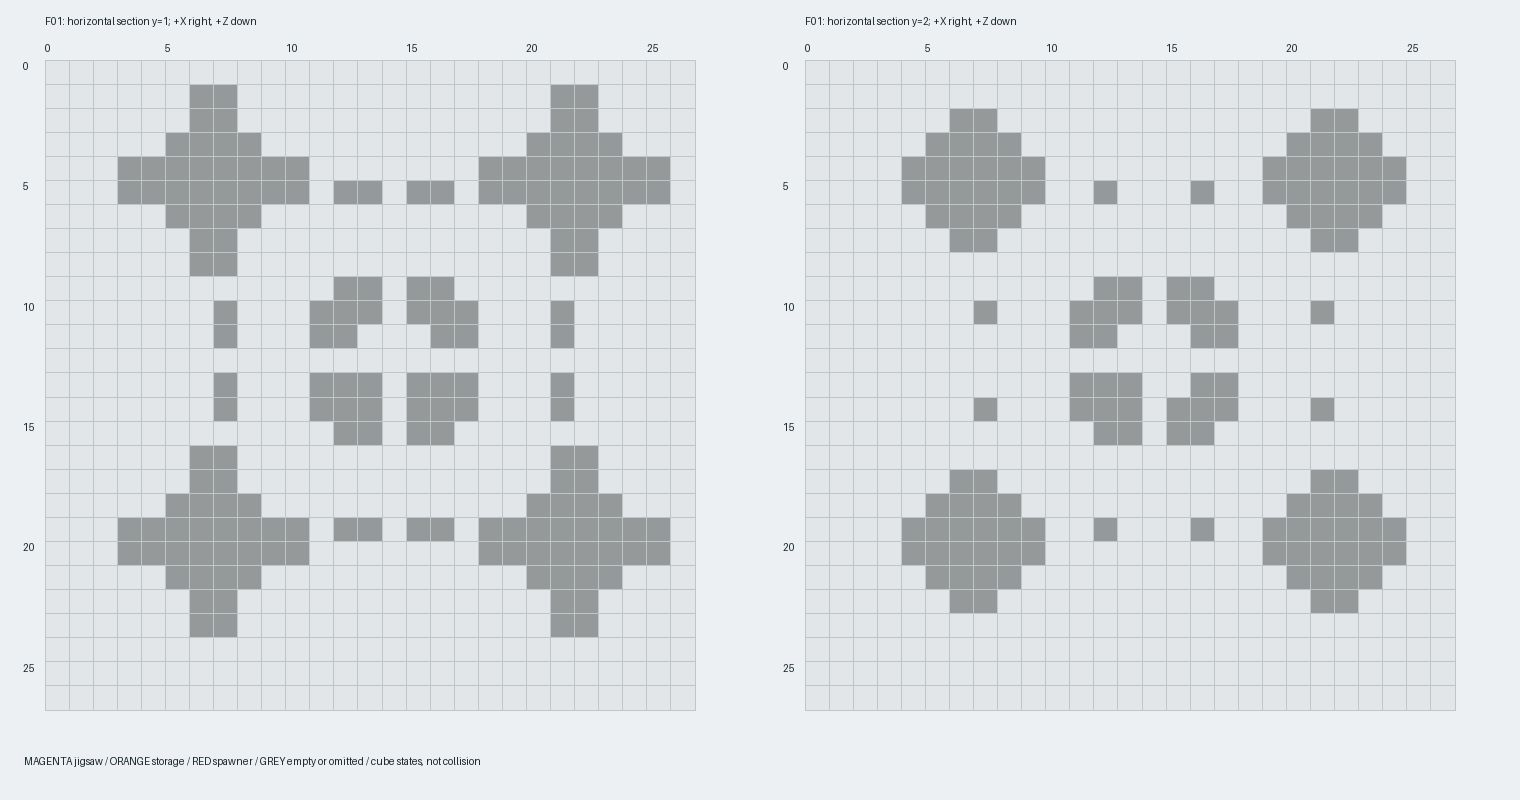 F01: horizontal section y=1; +X right, +Z down
F01: horizontal section y=2; +X right, +Z down
0 5 10 15 20 25
0 5 10 15 20 25
0 0
5 5
10 10
15 15
20 20
25 25
MAGENTA jigsaw / ORANGE storage / RED spawner / GREY empty or omitted / cube states, not collision